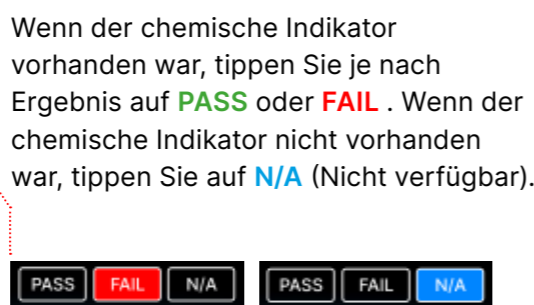 Wenn der chemische Indikator
vorhanden war, tippen Sie je nach
Ergebnis auf PASS oder FAIL . Wenn der
chemische Indikator nicht vorhanden
war, tippen Sie auf N/A (Nicht verfügbar).
PASS FAIL N/A PASS FAIL N/A